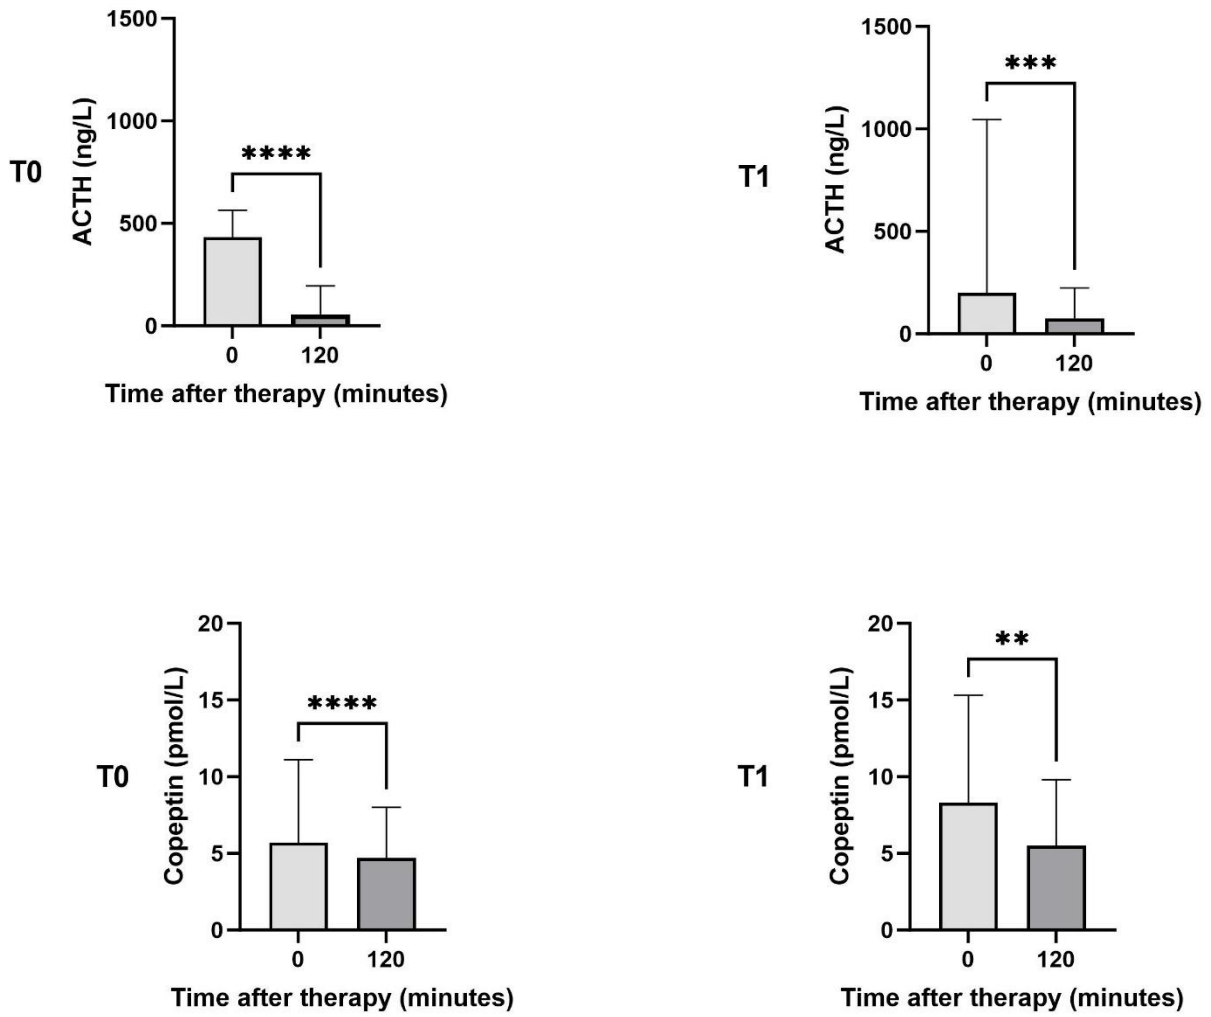 T0
ACTH (ng/L)
1500
1000
500
0
****
0 120
Time after therapy (minutes)
T1
ACTH (ng/L)
1500
1000
500
0
***
0 120
Time after therapy (minutes)
T0
Copeptin (pmol/L)
20
15
10
5
0
****
0 120
Time after therapy (minutes)
T1
Copeptin (pmol/L)
20
15
10
5
0
**
0 120
Time after therapy (minutes)